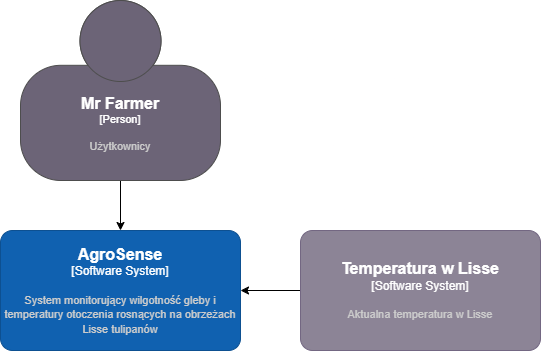 Mr Farmer
[Person]
Użytkownicy
AgroSense
[Software System]
System monitorujący wilgotność gleby i
temperatury otoczenia rosnących na obrzeżach
Lisse tulipanów
Temperatura w Lisse
[Software System]
Aktualna temperatura w Lisse